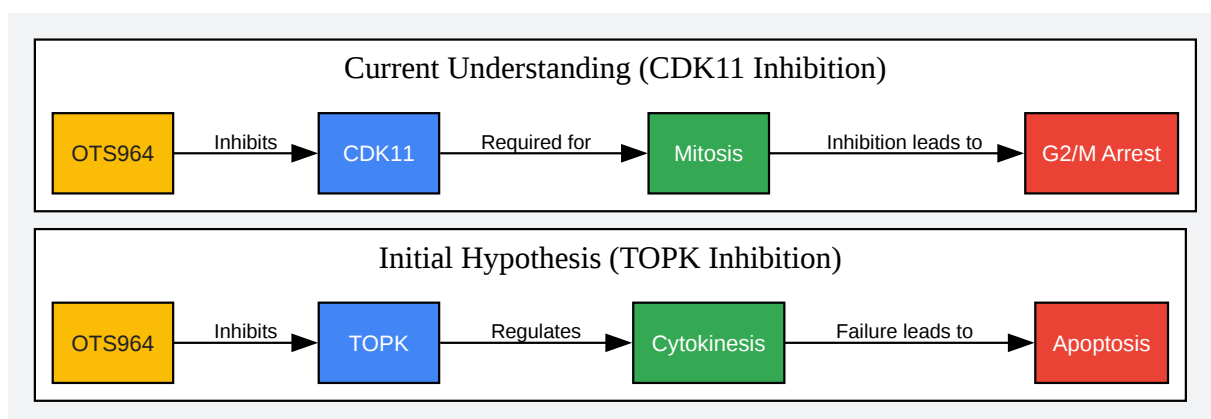 Current Understanding (CDK11 Inhibition)
OTS964
Inhibits
CDK11
Required for
Mitosis
Inhibition leads to
G2/M Arrest
Initial Hypothesis (TOPK Inhibition)
OTS964
Inhibits
TOPK
Regulates
Cytokinesis
Failure leads to
Apoptosis